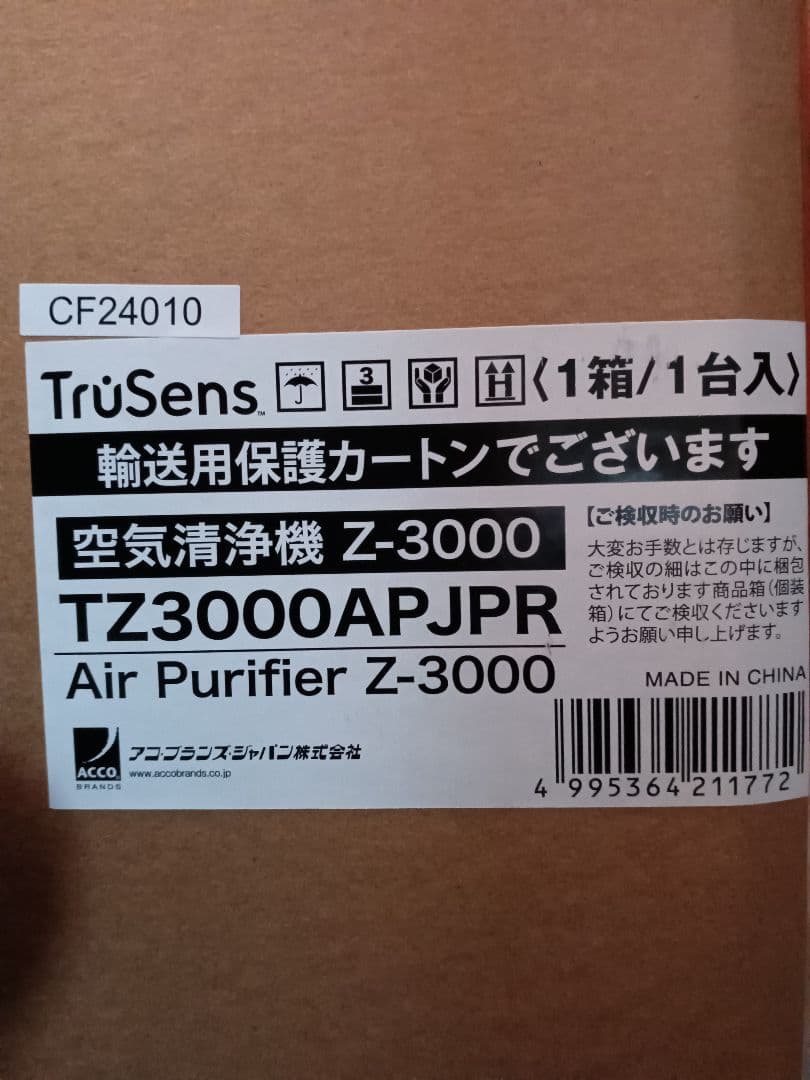 CF24010
TruSens™ 3 〈1箱/1台入〉
輸送用保護カートンでございます
空気清浄機 Z-3000
TZ3000APJPR
Air Purifier Z-3000
【ご検収時のお願い】
大変お手数とは存じますが、
ご検収の細はこの中に梱包
されております商品箱(個装
箱)にてご検収くださいます
ようお願い申し上げます。
MADE IN CHINA
ACCO®
BRANDS
アコ・ブランズ・ジャパン株式会社
www.accobrands.co.jp
4 995364 211772